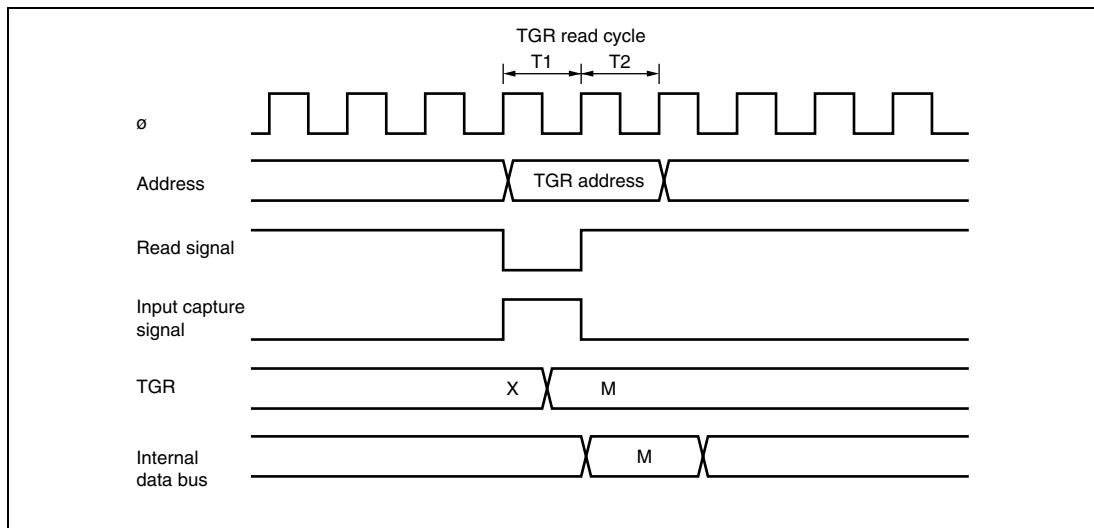 TGR read cycle
T1 T2
ø
Address
TGR address
Read signal
Input capture
signal
TGR
X M
Internal
data bus
M